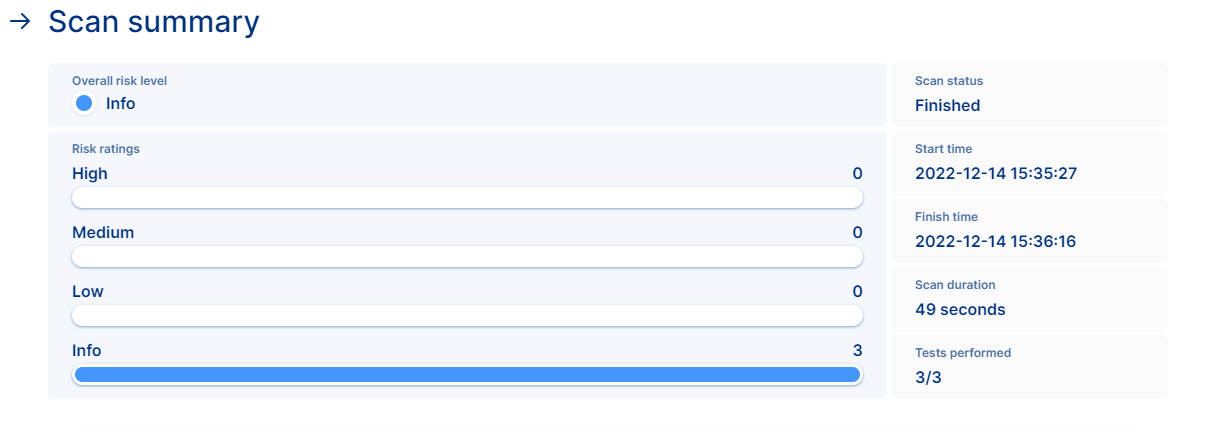 Scan summary
Overall risk level
Info
Risk ratings
High 0
Medium 0
Low 0
Info 3
Scan status
Finished
Start time
2022-12-14 15:35:27
Finish time
2022-12-14 15:36:16
Scan duration
49 seconds
Tests performed
3/3